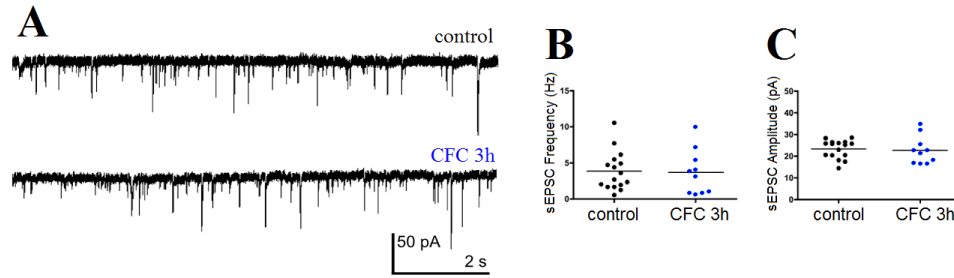 A
control
CFC 3h
50 pA
2 s
B
sEPSC Frequency (Hz)
15
10
5
0
control
CFC 3h
C
sEPSC Amplitude (pA)
50
40
30
20
10
0
control
CFC 3h